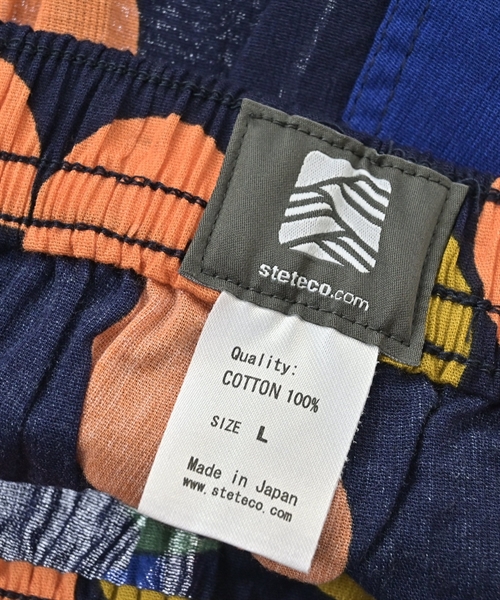 steteco.com
Quality:
COTTON 100%
SIZE L
Made in Japan
www.steteco.com